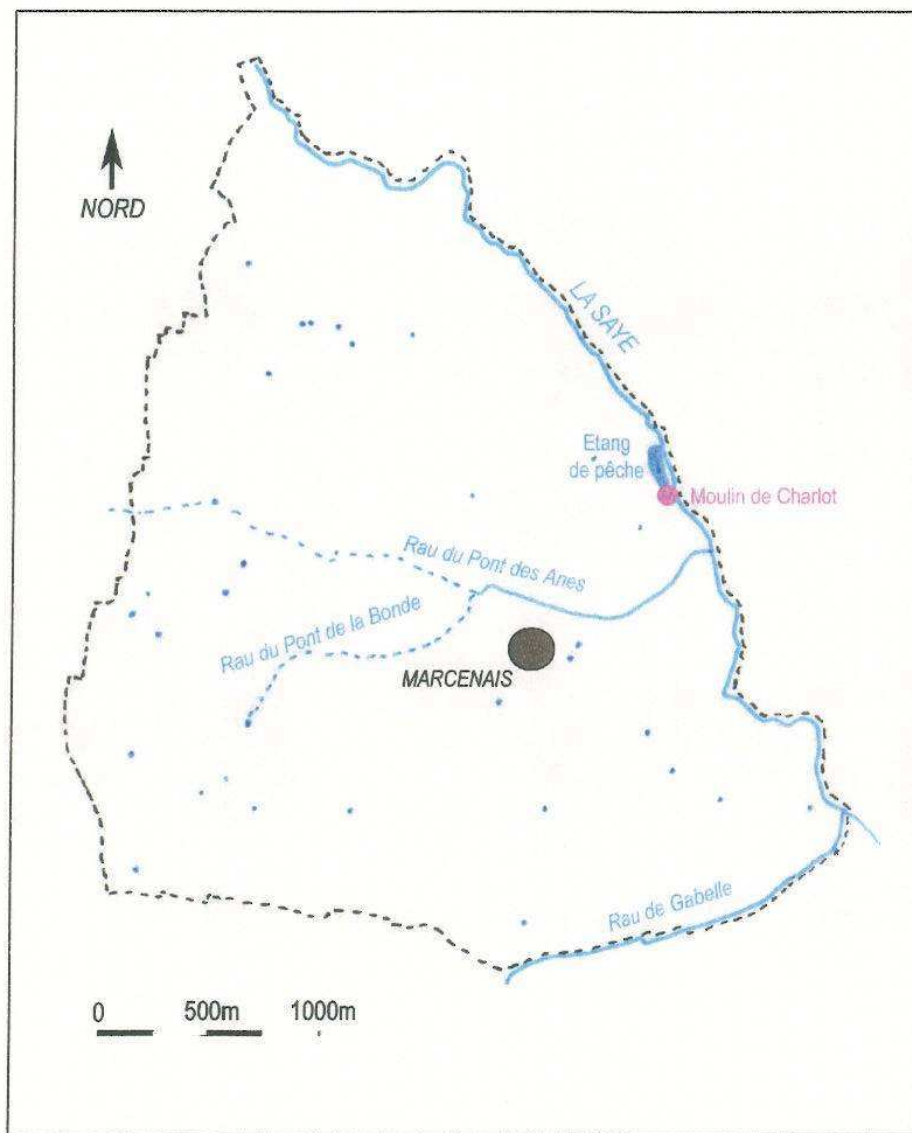 NORD
LA SAYE
Etang
de pêche
Moulin de Charlot
Rau du Pont des Anes
Rau du Pont de la Bonde
MARCENAIS
Rau de Gabelle
0 500m 1000m